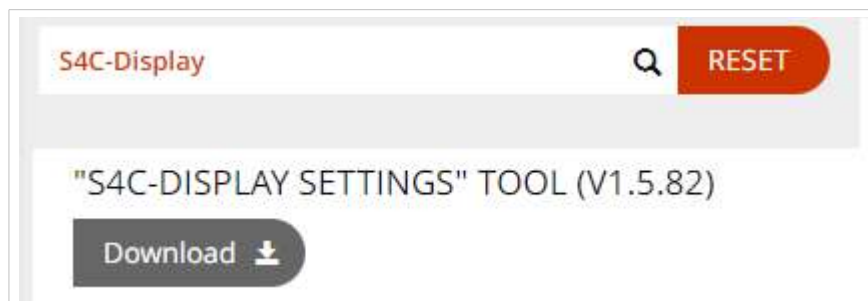 S4C-Display
RESET
"S4C-DISPLAY SETTINGS" TOOL (V1.5.82)
Download